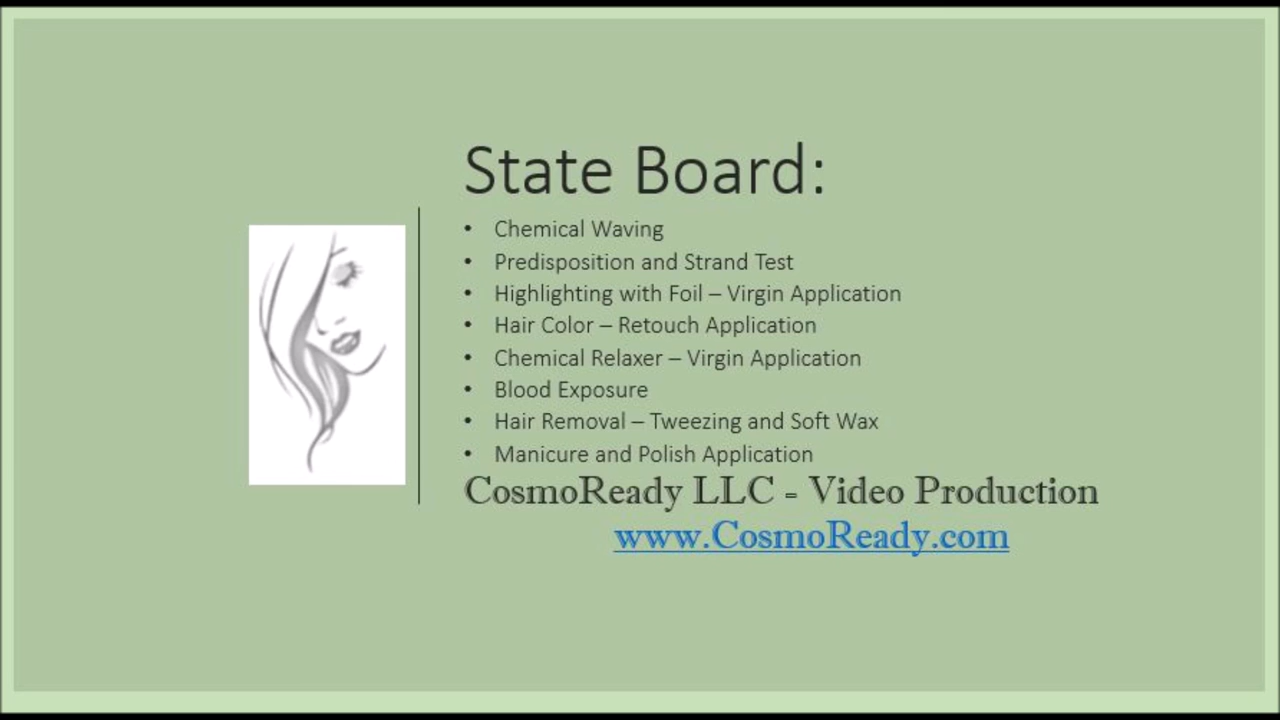 State Board:
• Chemical Waving
• Predisposition and Strand Test
• Highlighting with Foil – Virgin Application
• Hair Color – Retouch Application
• Chemical Relaxer – Virgin Application
• Blood Exposure
• Hair Removal – Tweezing and Soft Wax
• Manicure and Polish Application
CosmoReady LLC - Video Production
www.CosmoReady.com